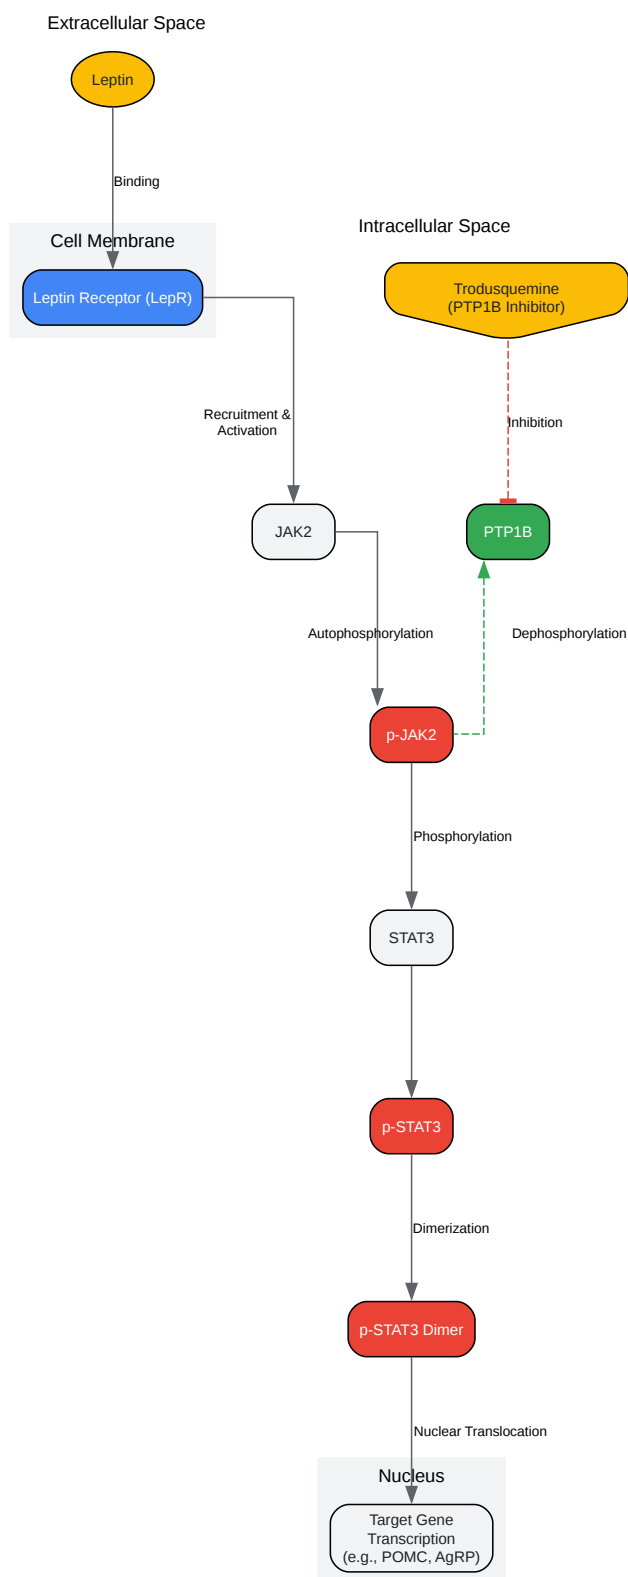 Extracellular Space
Leptin
Binding
Cell Membrane
Leptin Receptor (LepR)
Intracellular Space
Trodusquemine
(PTP1B Inhibitor)
Recruitment &
Activation
Inhibition
JAK2
PTP1B
Autophosphorylation
Dephosphorylation
p-JAK2
Phosphorylation
STAT3
p-STAT3
Dimerization
p-STAT3 Dimer
Nuclear Translocation
Nucleus
Target Gene
Transcription
(e.g., POMC, AgRP)